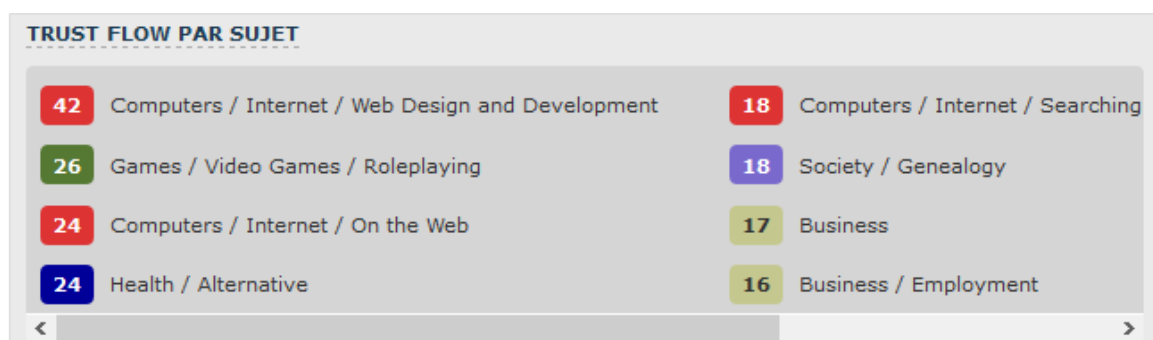 TRUST FLOW PAR SUJET
42 Computers / Internet / Web Design and Development
26 Games / Video Games / Roleplaying
24 Computers / Internet / On the Web
24 Health / Alternative
18 Computers / Internet / Searching
18 Society / Genealogy
17 Business
16 Business / Employment